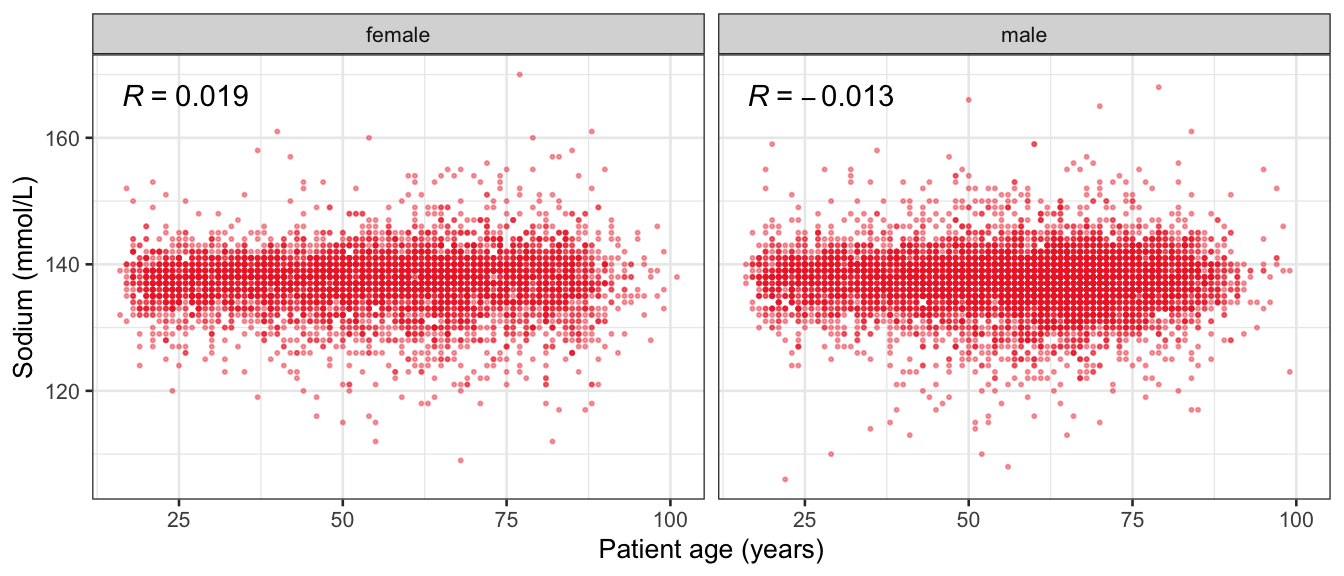 female
male
R = 0.019
R = −0.013
Sodium (mmol/L)
160
140
120
25 50 75 100
25 50 75 100
Patient age (years)